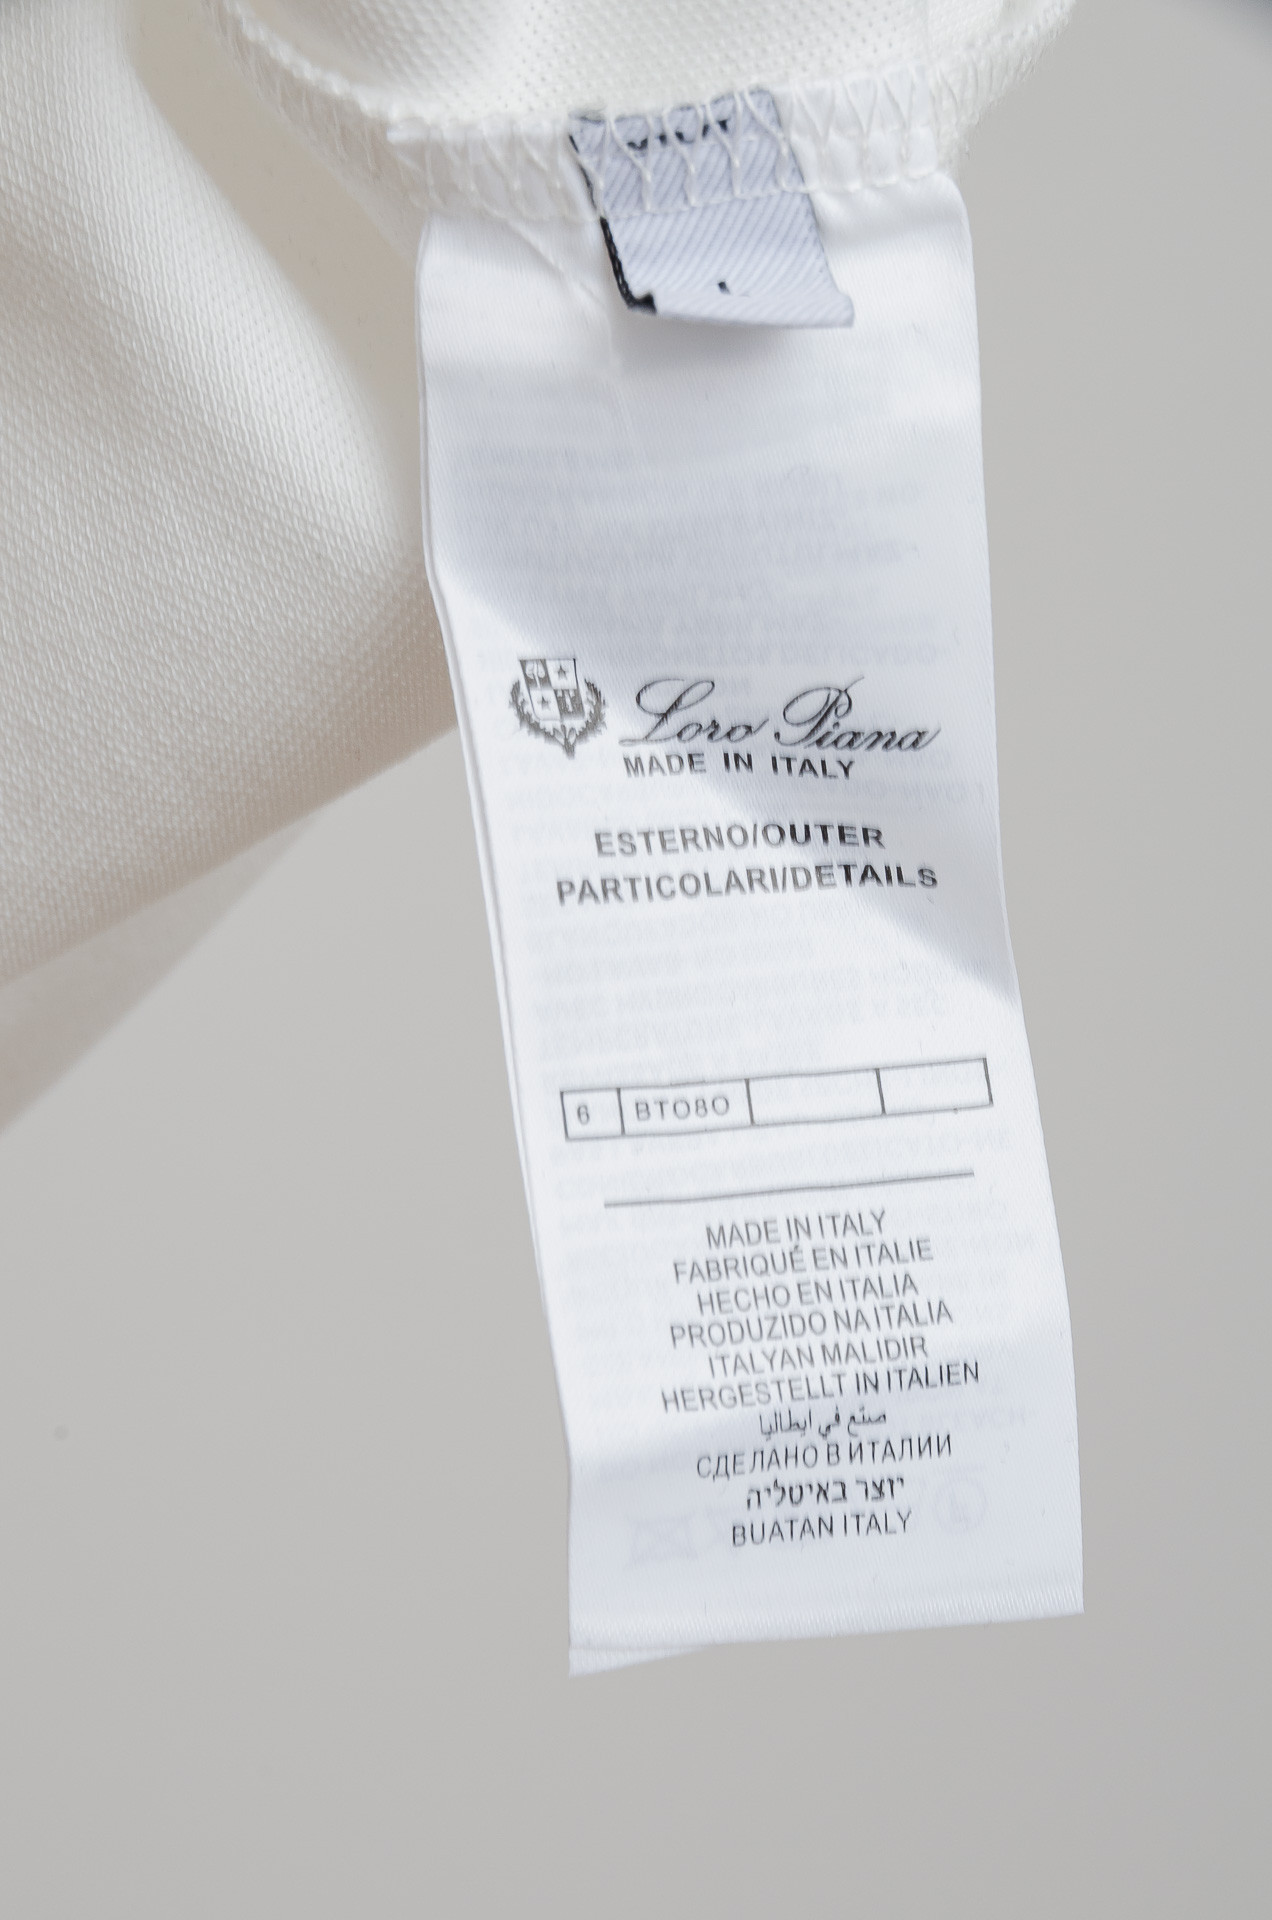 L
Loro Piana
MADE IN ITALY
ESTERNO/OUTER
PARTICOLARI/DETAILS
6 BTO8O
MADE IN ITALY
FABRIQUÉ EN ITALIE
HECHO EN ITALIA
PRODUZIDO NA ITALIA
ITALYAN MALIDIR
HERGESTELLT IN ITALIEN
صنع في ايطاليا
СДЕЛАНО В ИТАЛИИ
יוצר באיטליה
BUATAN ITALY